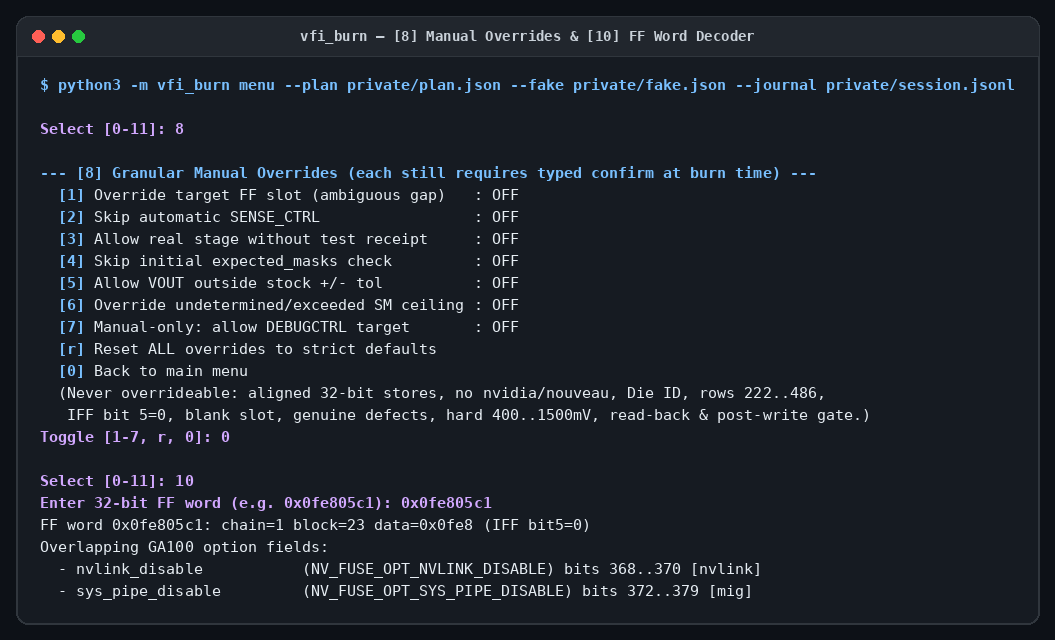 vfi_burn — [8] Manual Overrides & [10] FF Word Decoder
$ python3 -m vfi_burn menu --plan private/plan.json --fake private/fake.json --journal private/session.jsonl
Select [0-11]: 8
--- [8] Granular Manual Overrides (each still requires typed confirm at burn time) ---
[1] Override target FF slot (ambiguous gap)   : OFF
[2] Skip automatic SENSE_CTRL                 : OFF
[3] Allow real stage without test receipt     : OFF
[4] Skip initial expected_masks check         : OFF
[5] Allow VOUT outside stock +/- tol          : OFF
[6] Override undetermined/exceeded SM ceiling : OFF
[7] Manual-only: allow DEBUGCTRL target       : OFF
[r] Reset ALL overrides to strict defaults
[0] Back to main menu
(Never overrideable: aligned 32-bit stores, no nvidia/nouveau, Die ID, rows 222..486,
IFF bit 5=0, blank slot, genuine defects, hard 400..1500mV, read-back & post-write gate.)
Toggle [1-7, r, 0]: 0
Select [0-11]: 10
Enter 32-bit FF word (e.g. 0x0fe805c1): 0x0fe805c1
FF word 0x0fe805c1: chain=1 block=23 data=0x0fe8 (IFF bit5=0)
Overlapping GA100 option fields:
- nvlink_disable           (NV_FUSE_OPT_NVLINK_DISABLE) bits 368..370 [nvlink]
- sys_pipe_disable         (NV_FUSE_OPT_SYS_PIPE_DISABLE) bits 372..379 [mig]